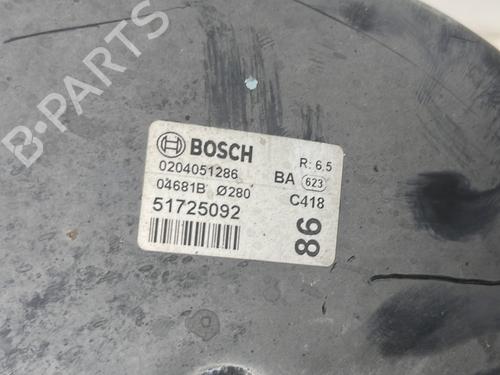 B-PARTS
BOSCH
R: 6.5
0204051286
BA 623
04681B Ø280
C418
51725092
86